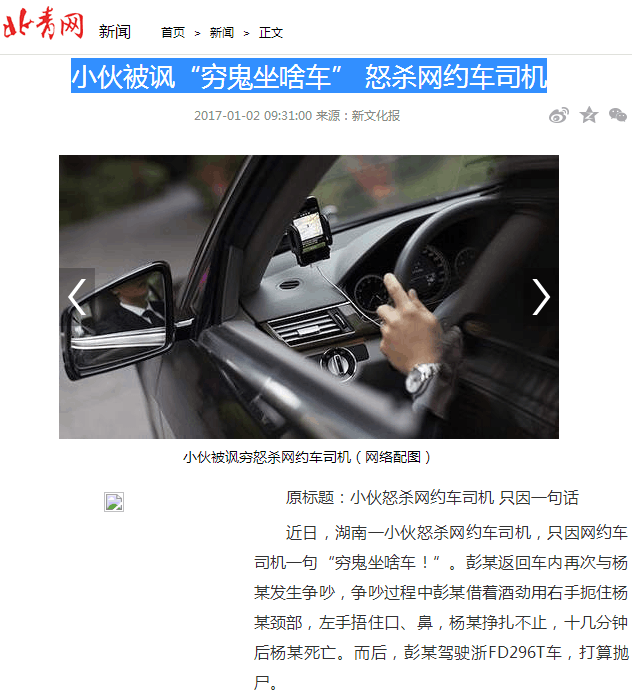 北青网 新闻 首页 > 新闻 > 正文
小伙被讽“穷鬼坐啥车” 怒杀网约车司机
2017-01-02 09:31:00 来源：新文化报
小伙被讽穷怒杀网约车司机（网络配图）
原标题：小伙怒杀网约车司机 只因一句话
近日，湖南一小伙怒杀网约车司机，只因网约车
司机一句“穷鬼坐啥车！”。彭某返回车内再次与杨
某发生争吵，争吵过程中彭某借着酒劲用右手扼住杨
某颈部，左手捂住口、鼻，杨某挣扎不止，十几分钟
后杨某死亡。而后，彭某驾驶浙FD296T车，打算抛
尸。